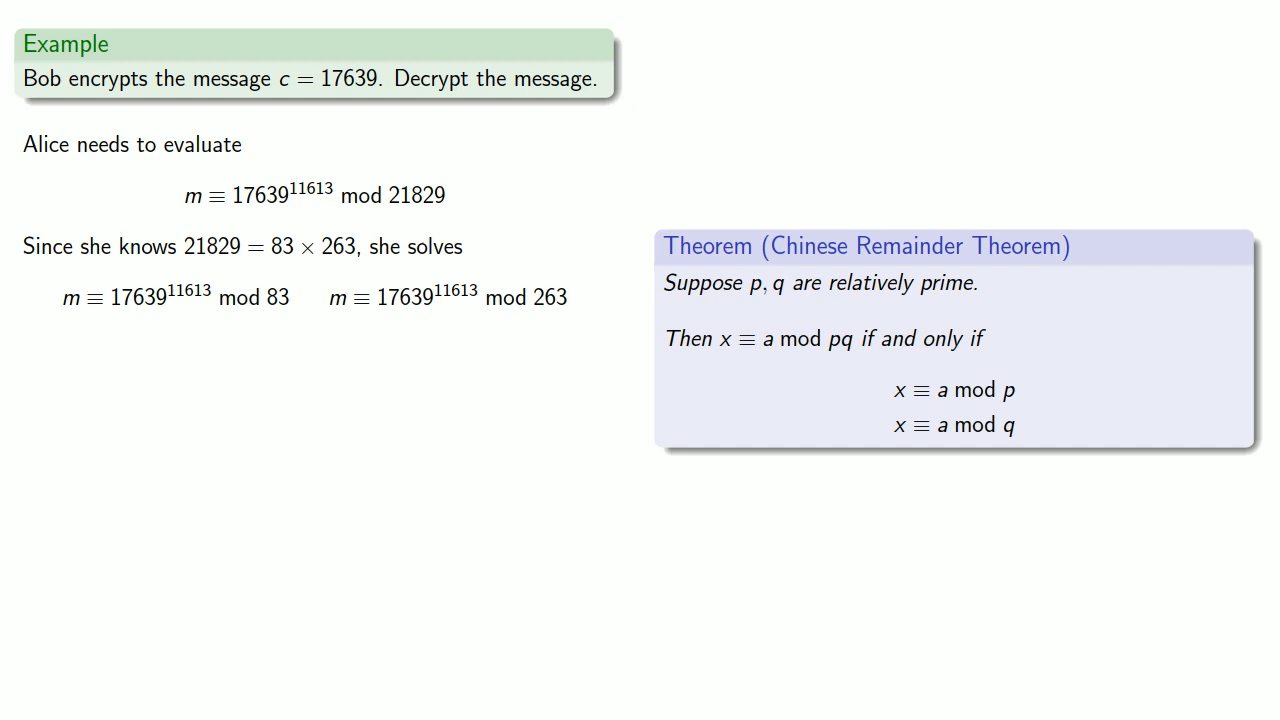 Example
Bob encrypts the message c = 17639. Decrypt the message.
Alice needs to evaluate
m ≡ 17639^11613 mod 21829
Since she knows 21829 = 83 × 263, she solves
m ≡ 17639^11613 mod 83 m ≡ 17639^11613 mod 263
Theorem (Chinese Remainder Theorem)
Suppose p, q are relatively prime.
Then x ≡ a mod pq if and only if
x ≡ a mod p
x ≡ a mod q